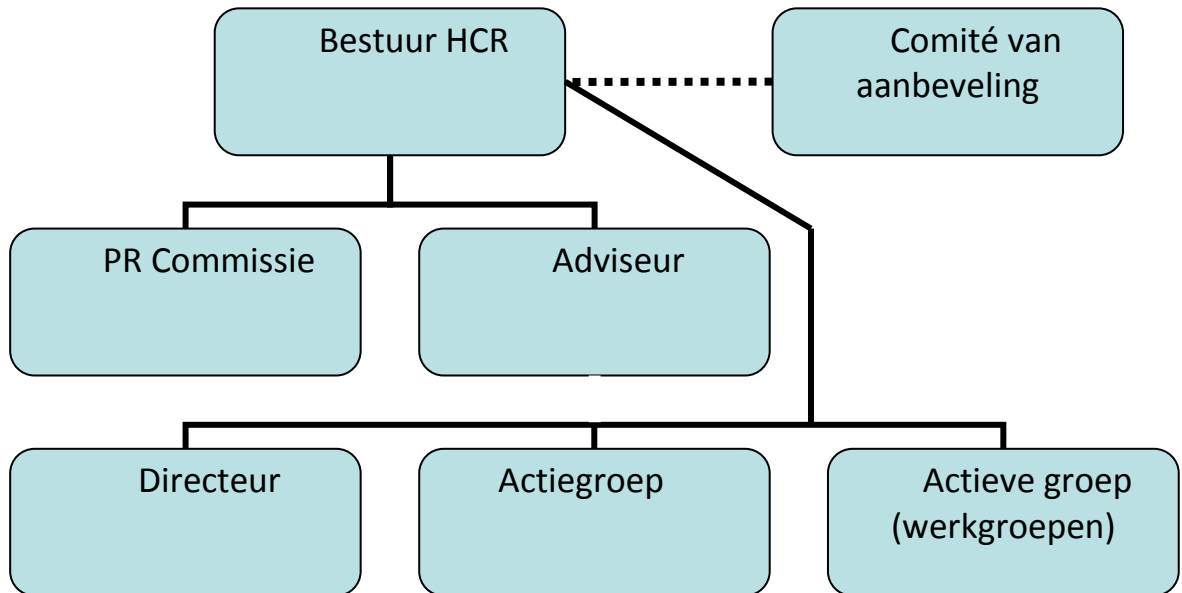 Bestuur HCR
Comité van
aanbeveling
PR Commissie
Adviseur
Directeur
Actiegroep
Actieve groep
(werkgroepen)